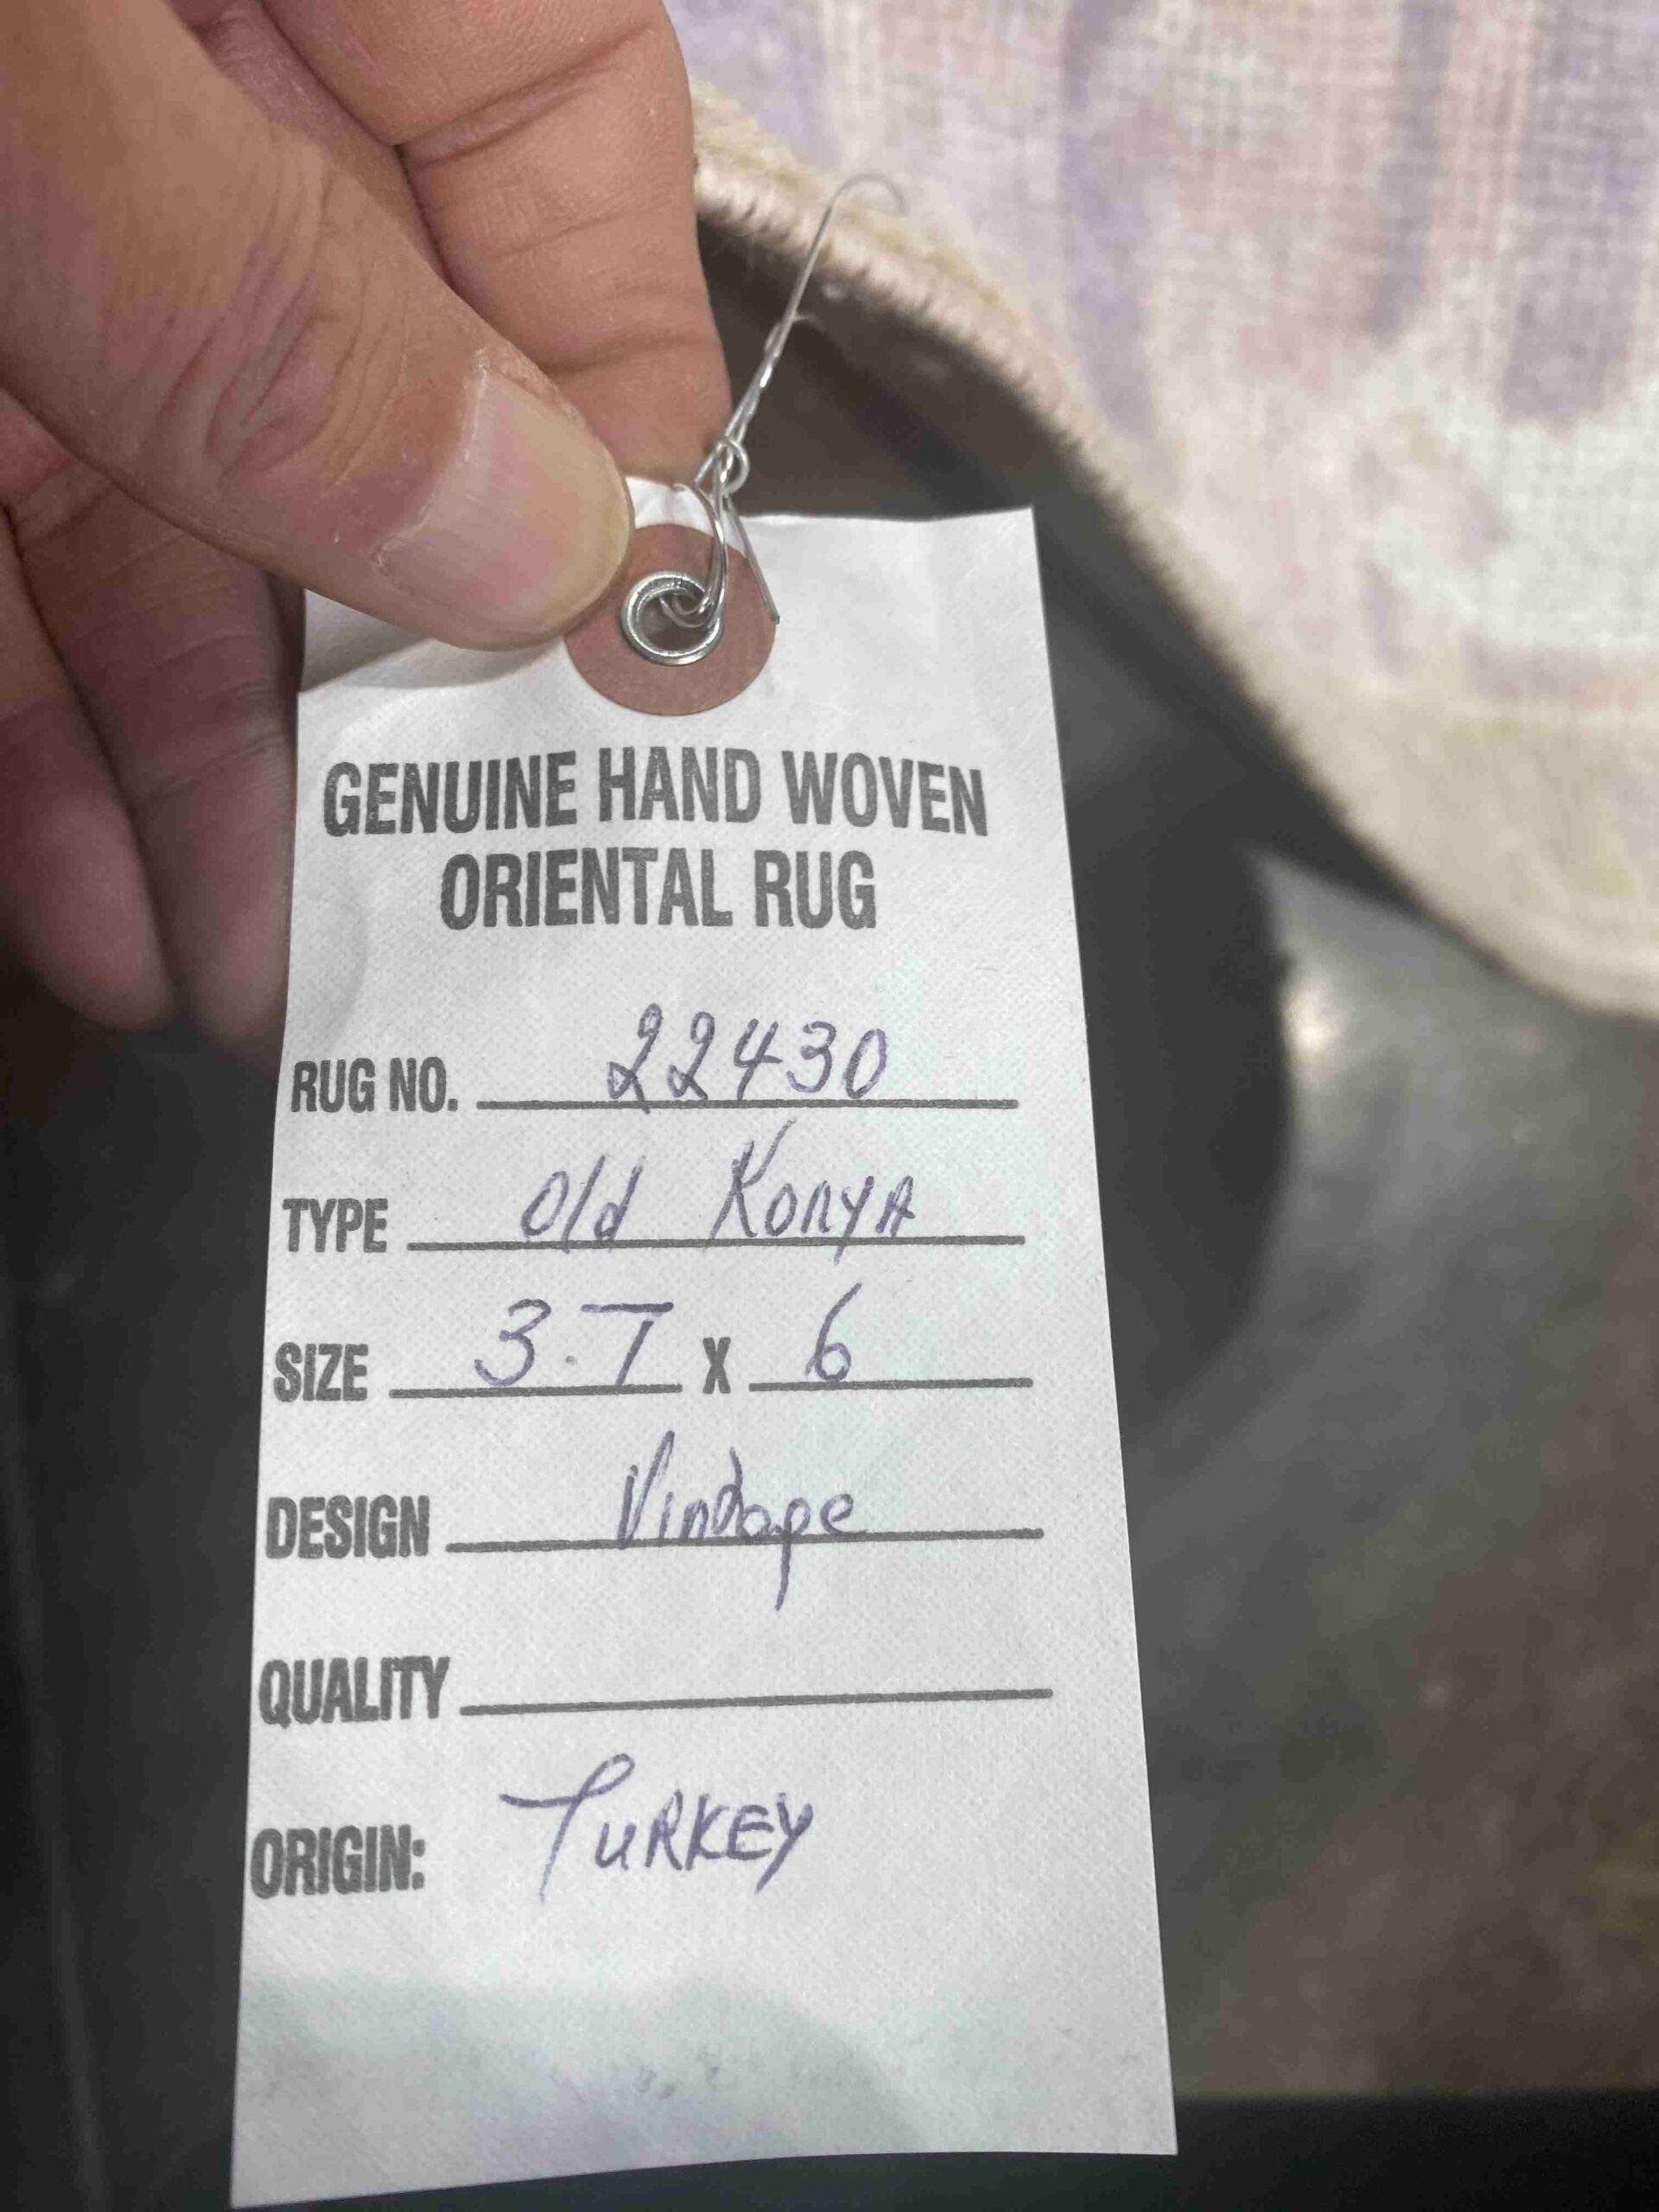 GENUINE HAND WOVEN
ORIENTAL RUG
RUG NO. 22430
TYPE Old Konya
SIZE 3.7 x 6
DESIGN Vintage
QUALITY
ORIGIN: TURKEY